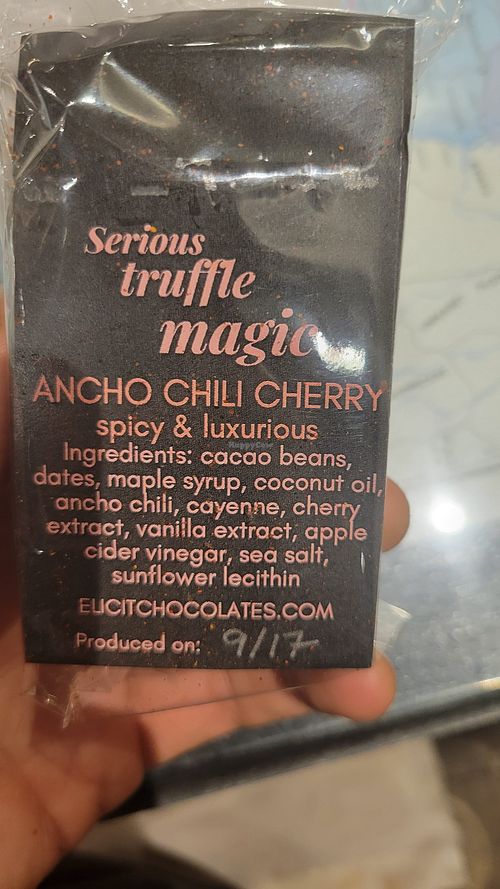 Serious
truffle
magic
ANCHO CHILI CHERRY
spicy & luxurious
Ingredients: cacao beans,
dates, maple syrup, coconut oil,
ancho chili, cayenne, cherry
extract, vanilla extract, apple
cider vinegar, sea salt,
sunflower lecithin
ELICITCHOCOLATES.COM
Produced on: 9/17